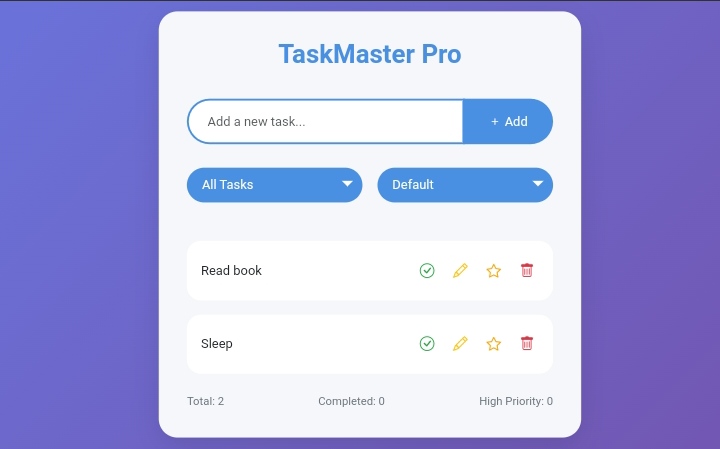 TaskMaster Pro
Add a new task...
+ Add
All Tasks
Default
Read book
Sleep
Total: 2
Completed: 0
High Priority: 0